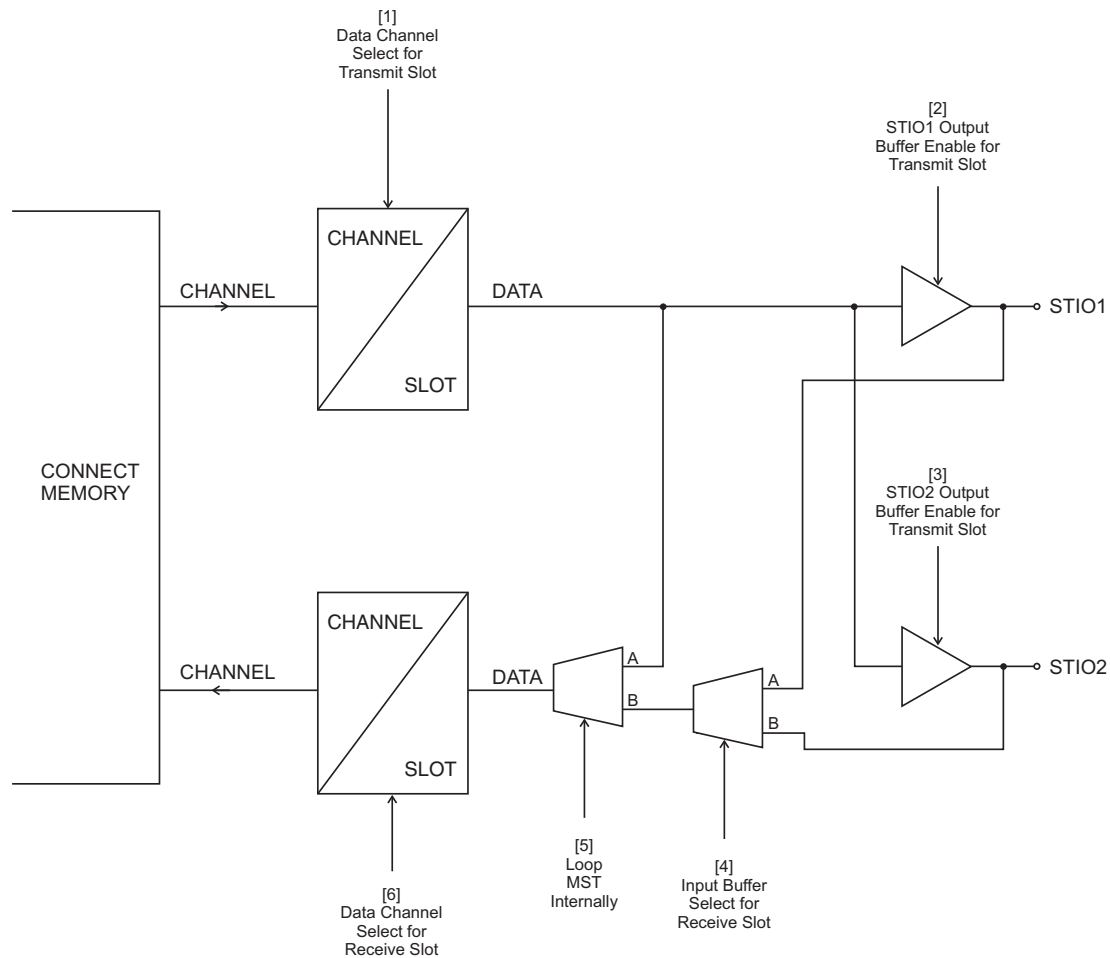 [1]
Data Channel
Select for
Transmit Slot
[2]
STIO1 Output
Buffer Enable for
Transmit Slot
CHANNEL
CHANNEL
SLOT
DATA
STIO1
CONNECT
MEMORY
[3]
STIO2 Output
Buffer Enable for
Transmit Slot
CHANNEL
CHANNEL
SLOT
DATA
A
B
A
B
STIO2
[5]
Loop
MST
Internally
[4]
Input Buffer
Select for
Receive Slot
[6]
Data Channel
Select for
Receive Slot